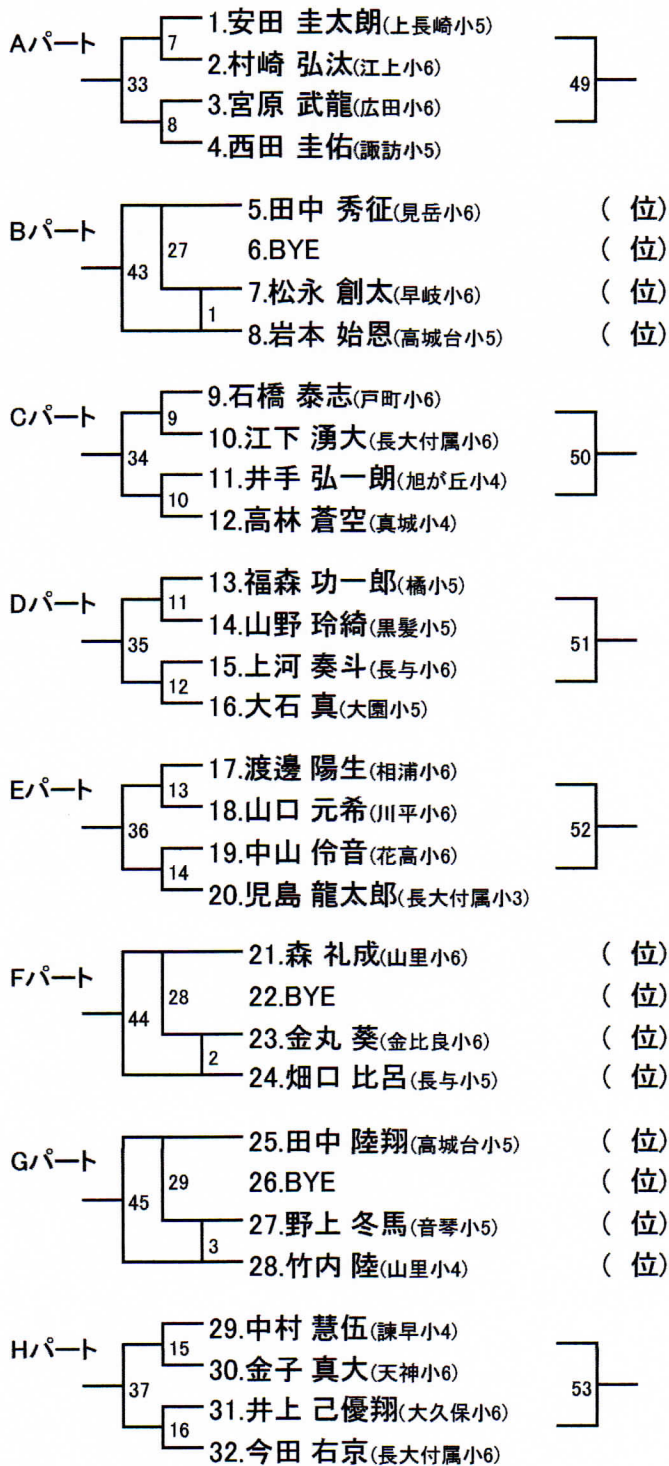 1.安田 圭太朗(上長崎小5)
Aパート
7
2.村崎 弘汰(江上小6)
33
49
3.宮原 武龍(広田小6)
8
4.西田 圭佑(諏訪小5)
5.田中 秀征(見岳小6) ( 位)
Bパート
27
6.BYE ( 位)
43
7.松永 創太(早岐小6) ( 位)
1
8.岩本 始恩(高城台小5) ( 位)
9.石橋 泰志(戸町小6)
Cパート
9
10.江下 湧大(長大付属小6)
34
50
11.井手 弘一朗(旭が丘小4)
10
12.高林 蒼空(真城小4)
13.福森 功一郎(橘小5)
Dパート
11
14.山野 玲綺(黒髪小5)
35
51
15.上河 奏斗(長与小6)
12
16.大石 真(大園小5)
17.渡邊 陽生(相浦小6)
Eパート
13
18.山口 元希(川平小6)
36
52
19.中山 伶音(花高小6)
14
20.児島 龍太郎(長大付属小3)
21.森 礼成(山里小6) ( 位)
Fパート
28
22.BYE ( 位)
44
23.金丸 葵(金比良小6) ( 位)
2
24.畑口 比呂(長与小5) ( 位)
25.田中 陸翔(高城台小5) ( 位)
Gパート
29
26.BYE ( 位)
45
27.野上 冬馬(音琴小5) ( 位)
3
28.竹内 陸(山里小4) ( 位)
29.中村 慧伍(諫早小4)
Hパート
15
30.金子 真大(天神小6)
37
53
31.井上 己優翔(大久保小6)
16
32.今田 右京(長大付属小6)